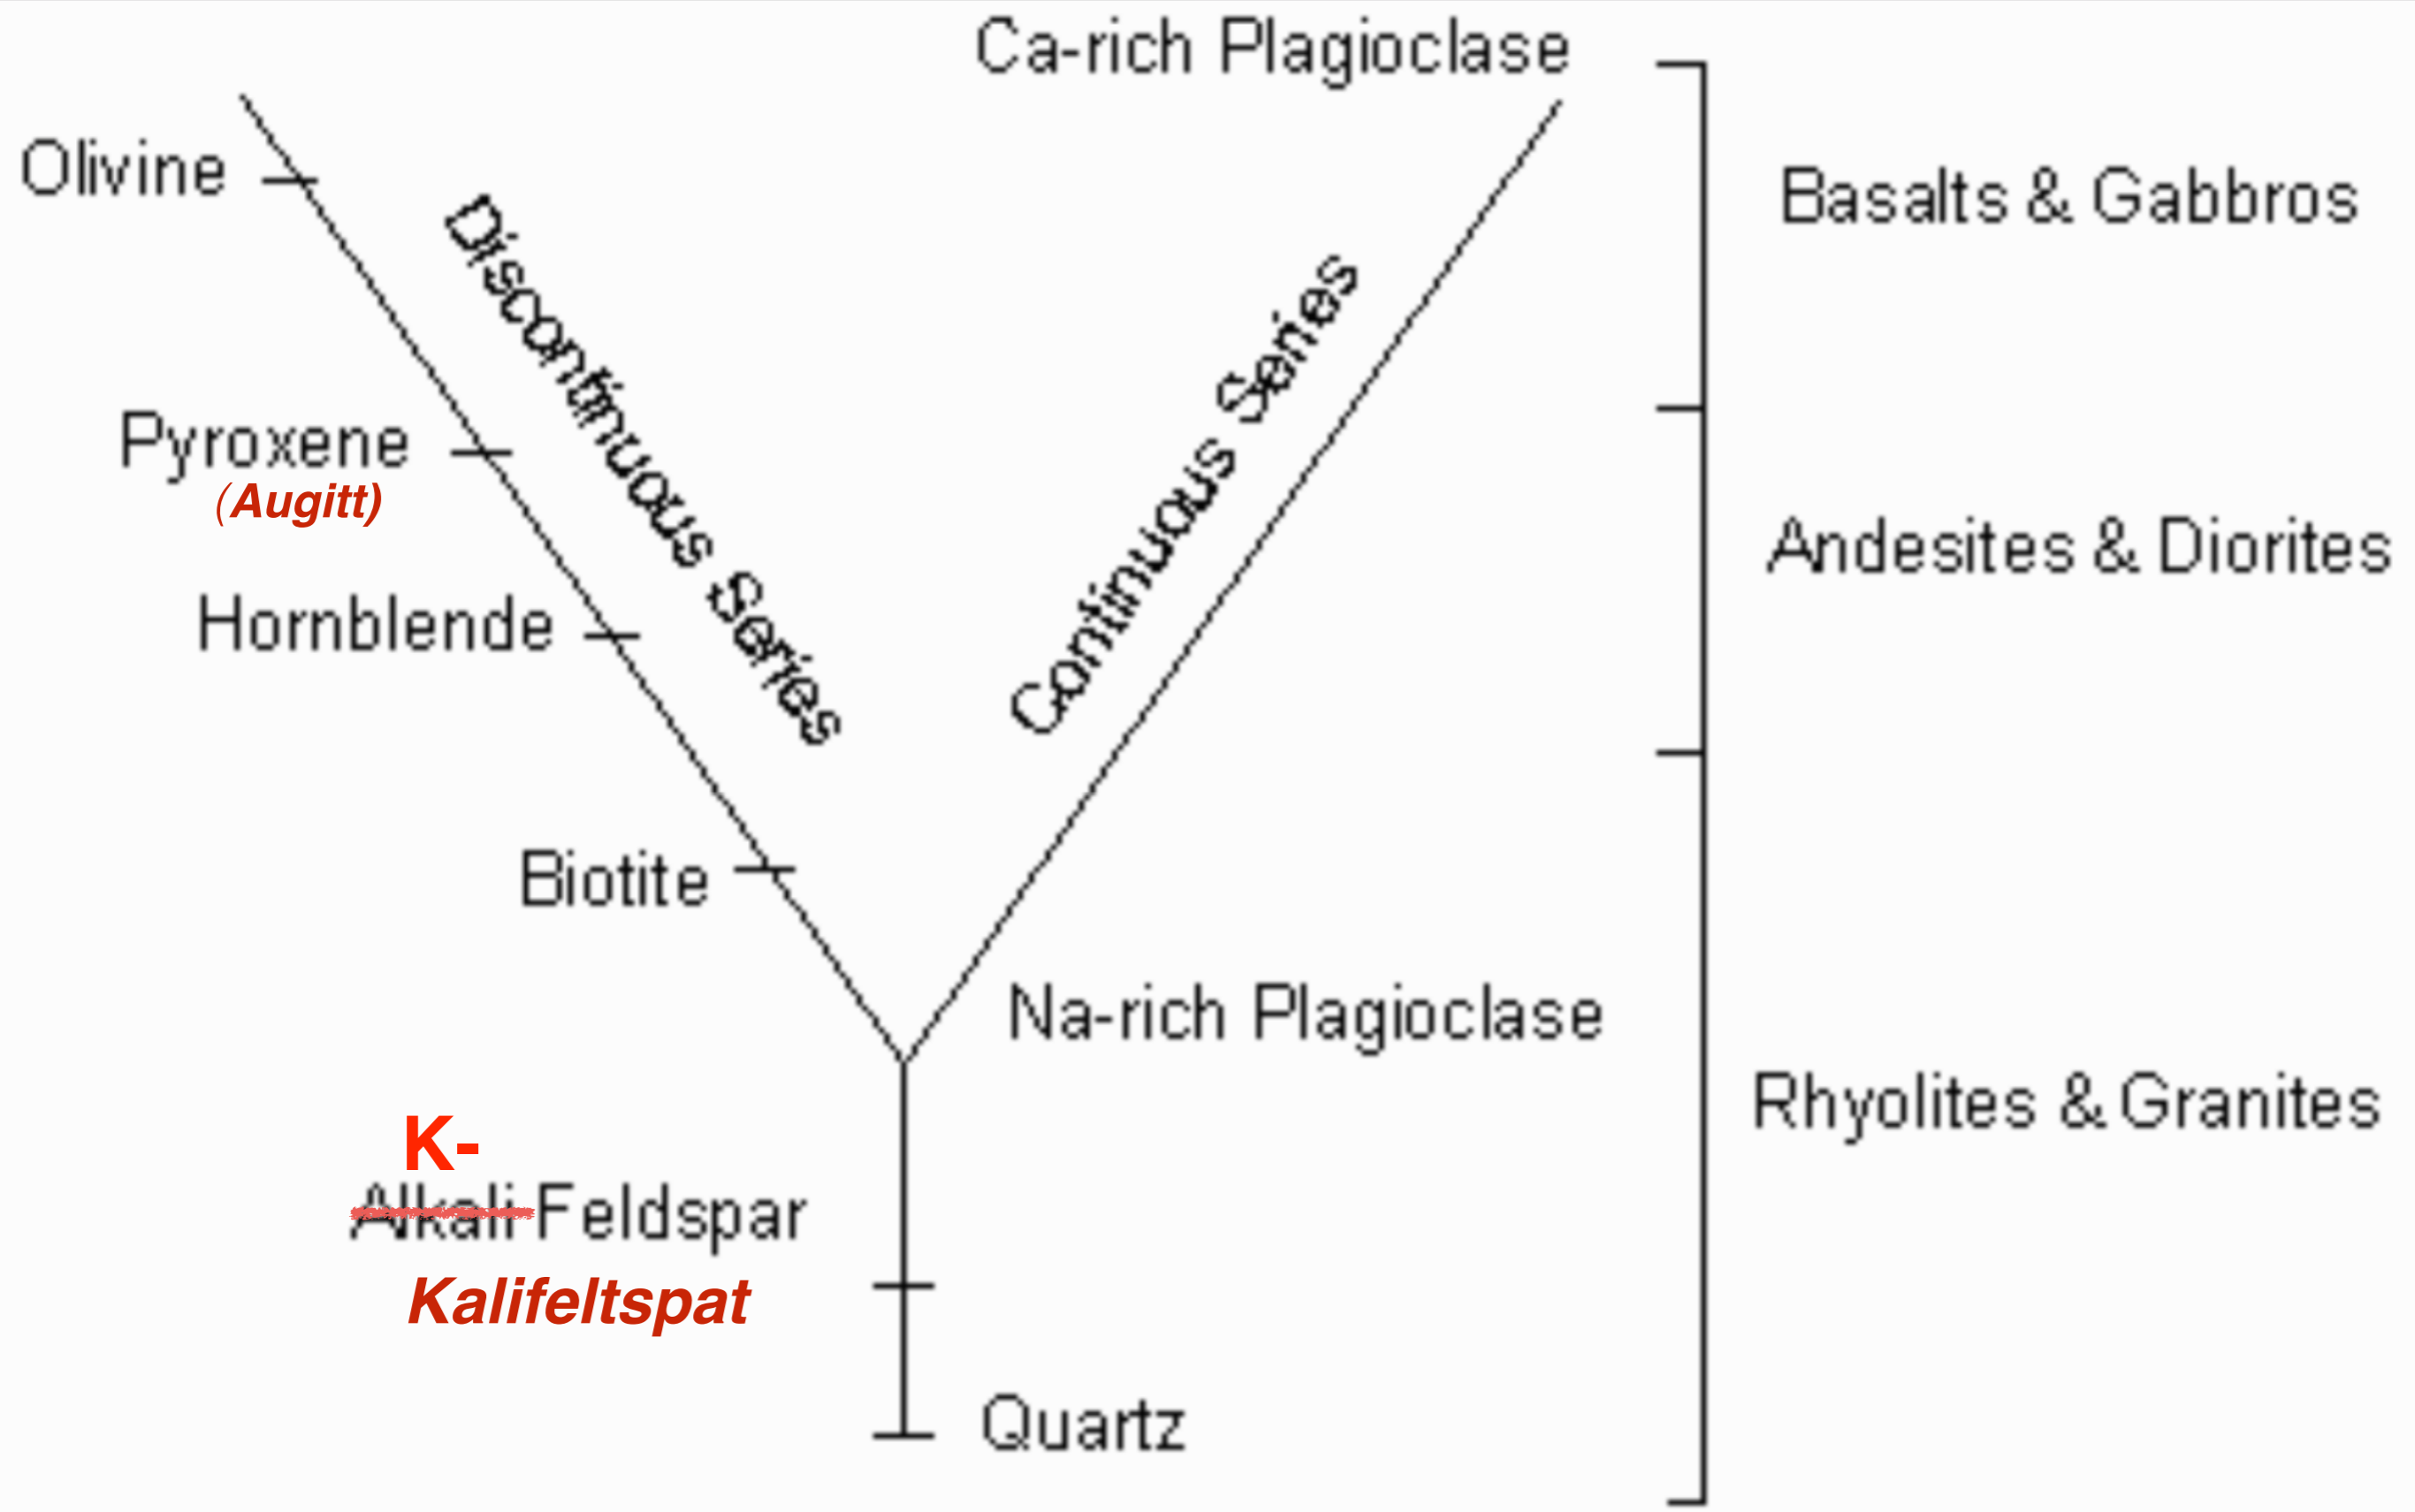 Ca-rich Plagioclase
Olivine
Discontinuous Series
Continuous Series
Basalts & Gabbros
Pyroxene
(Augitt)
Hornblende
Andesites & Diorites
Biotite
Na-rich Plagioclase
Rhyolites & Granites
K-
Alkali Feldspar
Kalifeltspat
Quartz